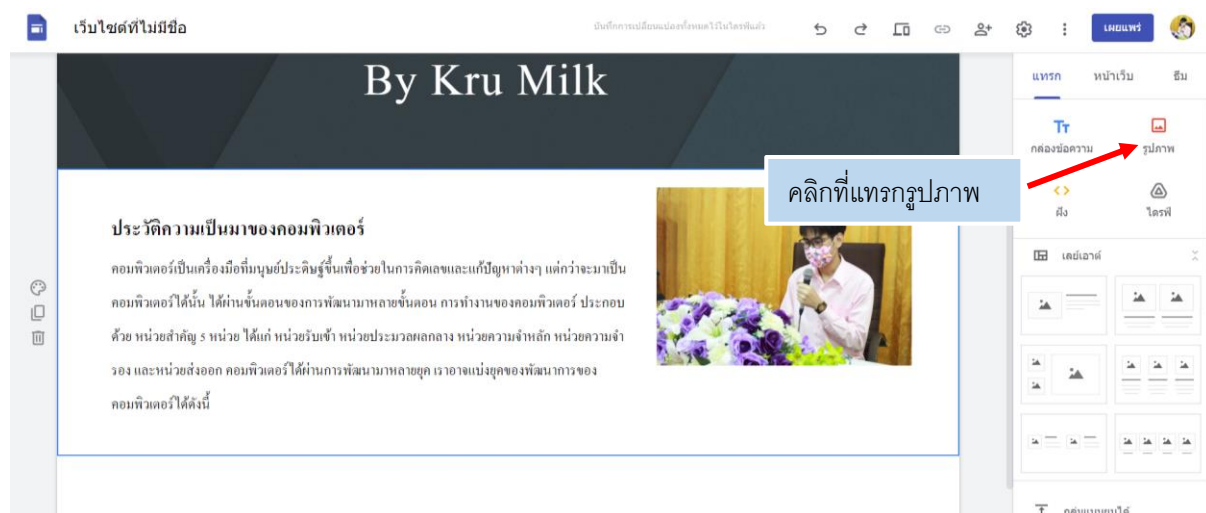 เว็บไซต์ที่ไม่มีชื่อ
บันทึกการเปลี่ยนแปลงทั้งหมดไว้ในไดรฟ์แล้ว
เผยแพร่
By Kru Milk
แทรก หน้าเว็บ ธีม
กล่องข้อความ รูปภาพ
คลิกที่แทรกรูปภาพ
ฝัง ไดรฟ์
ประวัติความเป็นมาของคอมพิวเตอร์
คอมพิวเตอร์เป็นเครื่องมือที่มนุษย์ประดิษฐ์ขึ้นเพื่อช่วยในการคิดเลขและแก้ปัญหาต่างๆ แต่กว่าจะมาเป็น
คอมพิวเตอร์ได้นั้น ได้ผ่านขั้นตอนของการพัฒนามาหลายขั้นตอน การทำงานของคอมพิวเตอร์ ประกอบ
ด้วย หน่วยสำคัญ 5 หน่วย ได้แก่ หน่วยรับเข้า หน่วยประมวลผลกลาง หน่วยความจำหลัก หน่วยความจำ
รอง และหน่วยส่งออก คอมพิวเตอร์ได้ผ่านการพัฒนามาหลายยุค เราอาจแบ่งยุคของพัฒนาการของ
คอมพิวเตอร์ได้ดังนี้
เลย์เอาต์
กลุ่มแบบยุบได้